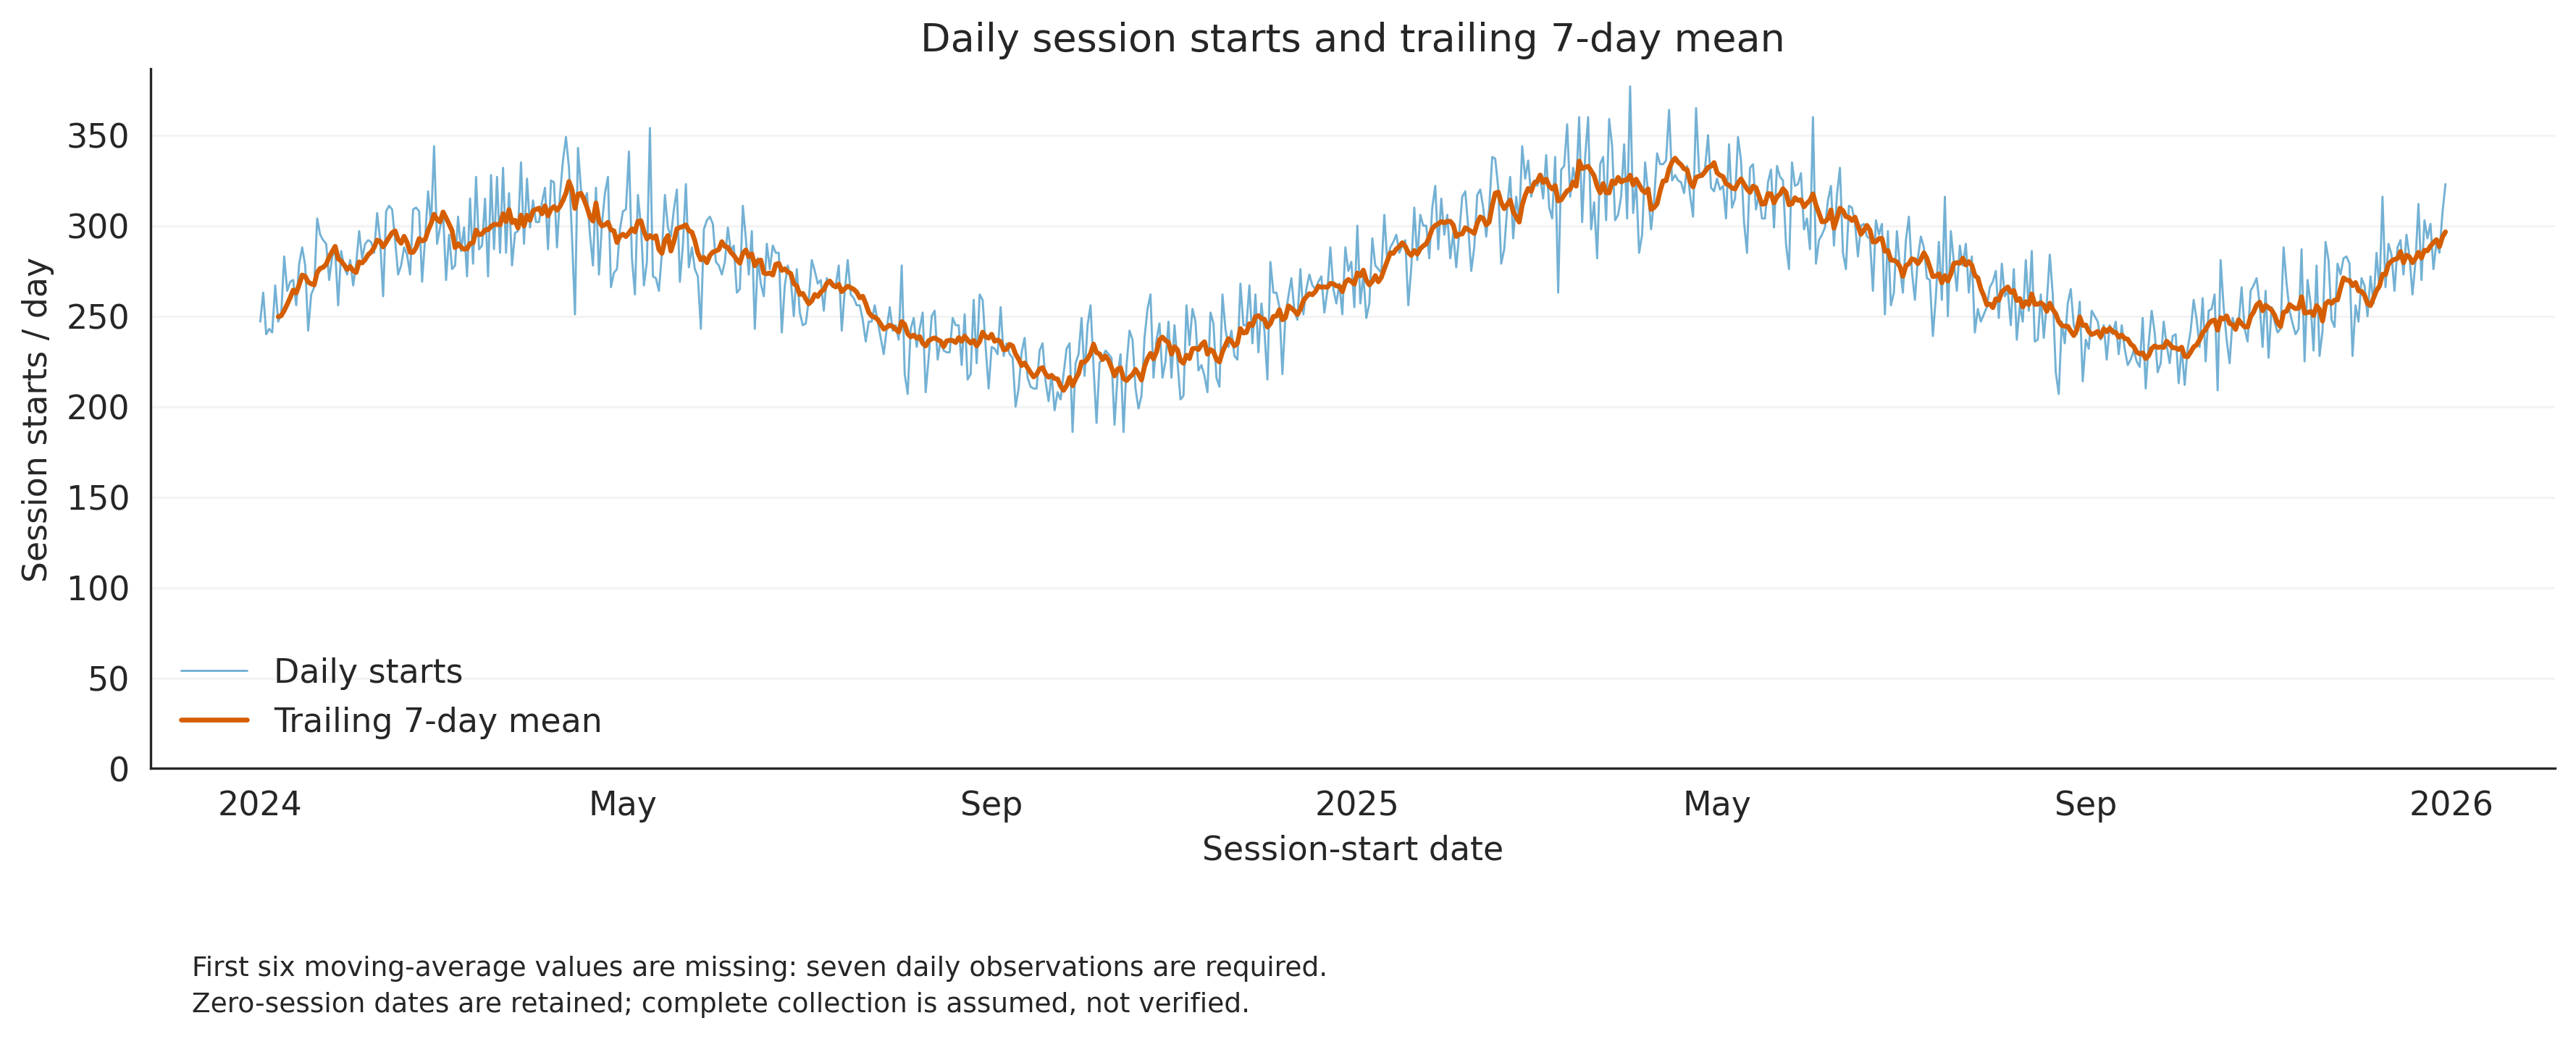 Daily session starts and trailing 7-day mean
Session starts / day
350
300
250
200
150
100
50
0
Daily starts
Trailing 7-day mean
2024 May Sep 2025 May Sep 2026
Session-start date
First six moving-average values are missing: seven daily observations are required.
Zero-session dates are retained; complete collection is assumed, not verified.